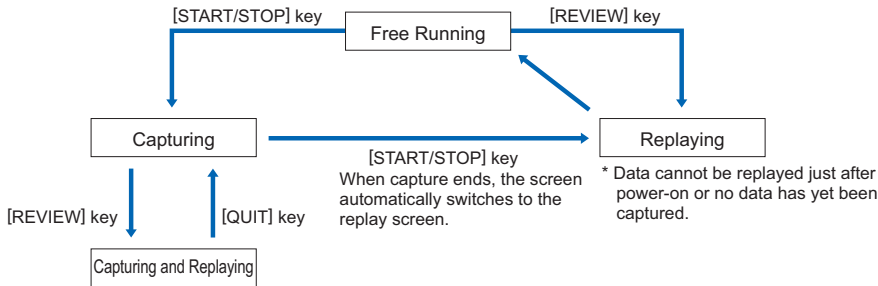 [START/STOP] key
[REVIEW] key
Free Running
Capturing
Replaying
[START/STOP] key
When capture ends, the screen
automatically switches to the
replay screen.
* Data cannot be replayed just after
power-on or no data has yet been
captured.
[REVIEW] key
[QUIT] key
Capturing and Replaying